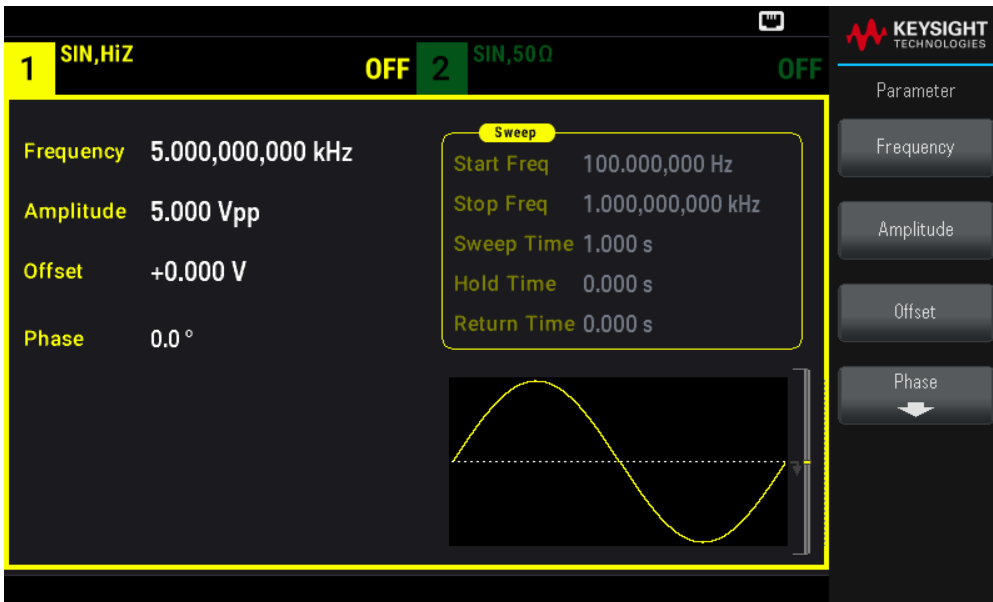 KEYSIGHT
TECHNOLOGIES
1 SIN,HiZ OFF 2 SIN,50Ω OFF
Parameter
Frequency 5.000,000,000 kHz
Amplitude 5.000 Vpp
Offset +0.000 V
Phase 0.0 °
Sweep
Start Freq 100.000,000 Hz
Stop Freq 1.000,000,000 kHz
Sweep Time 1.000 s
Hold Time 0.000 s
Return Time 0.000 s
Frequency
Amplitude
Offset
Phase